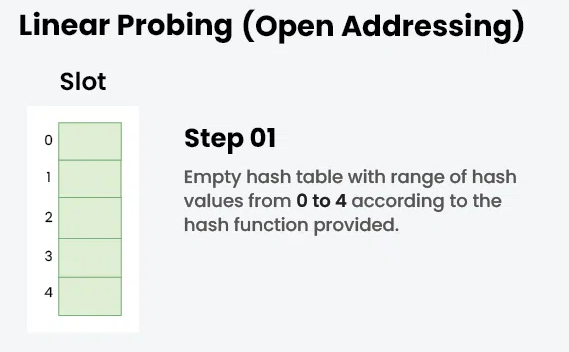 Linear Probing (Open Addressing)
Slot
0
1
2
3
4
Step 01
Empty hash table with range of hash
values from 0 to 4 according to the
hash function provided.